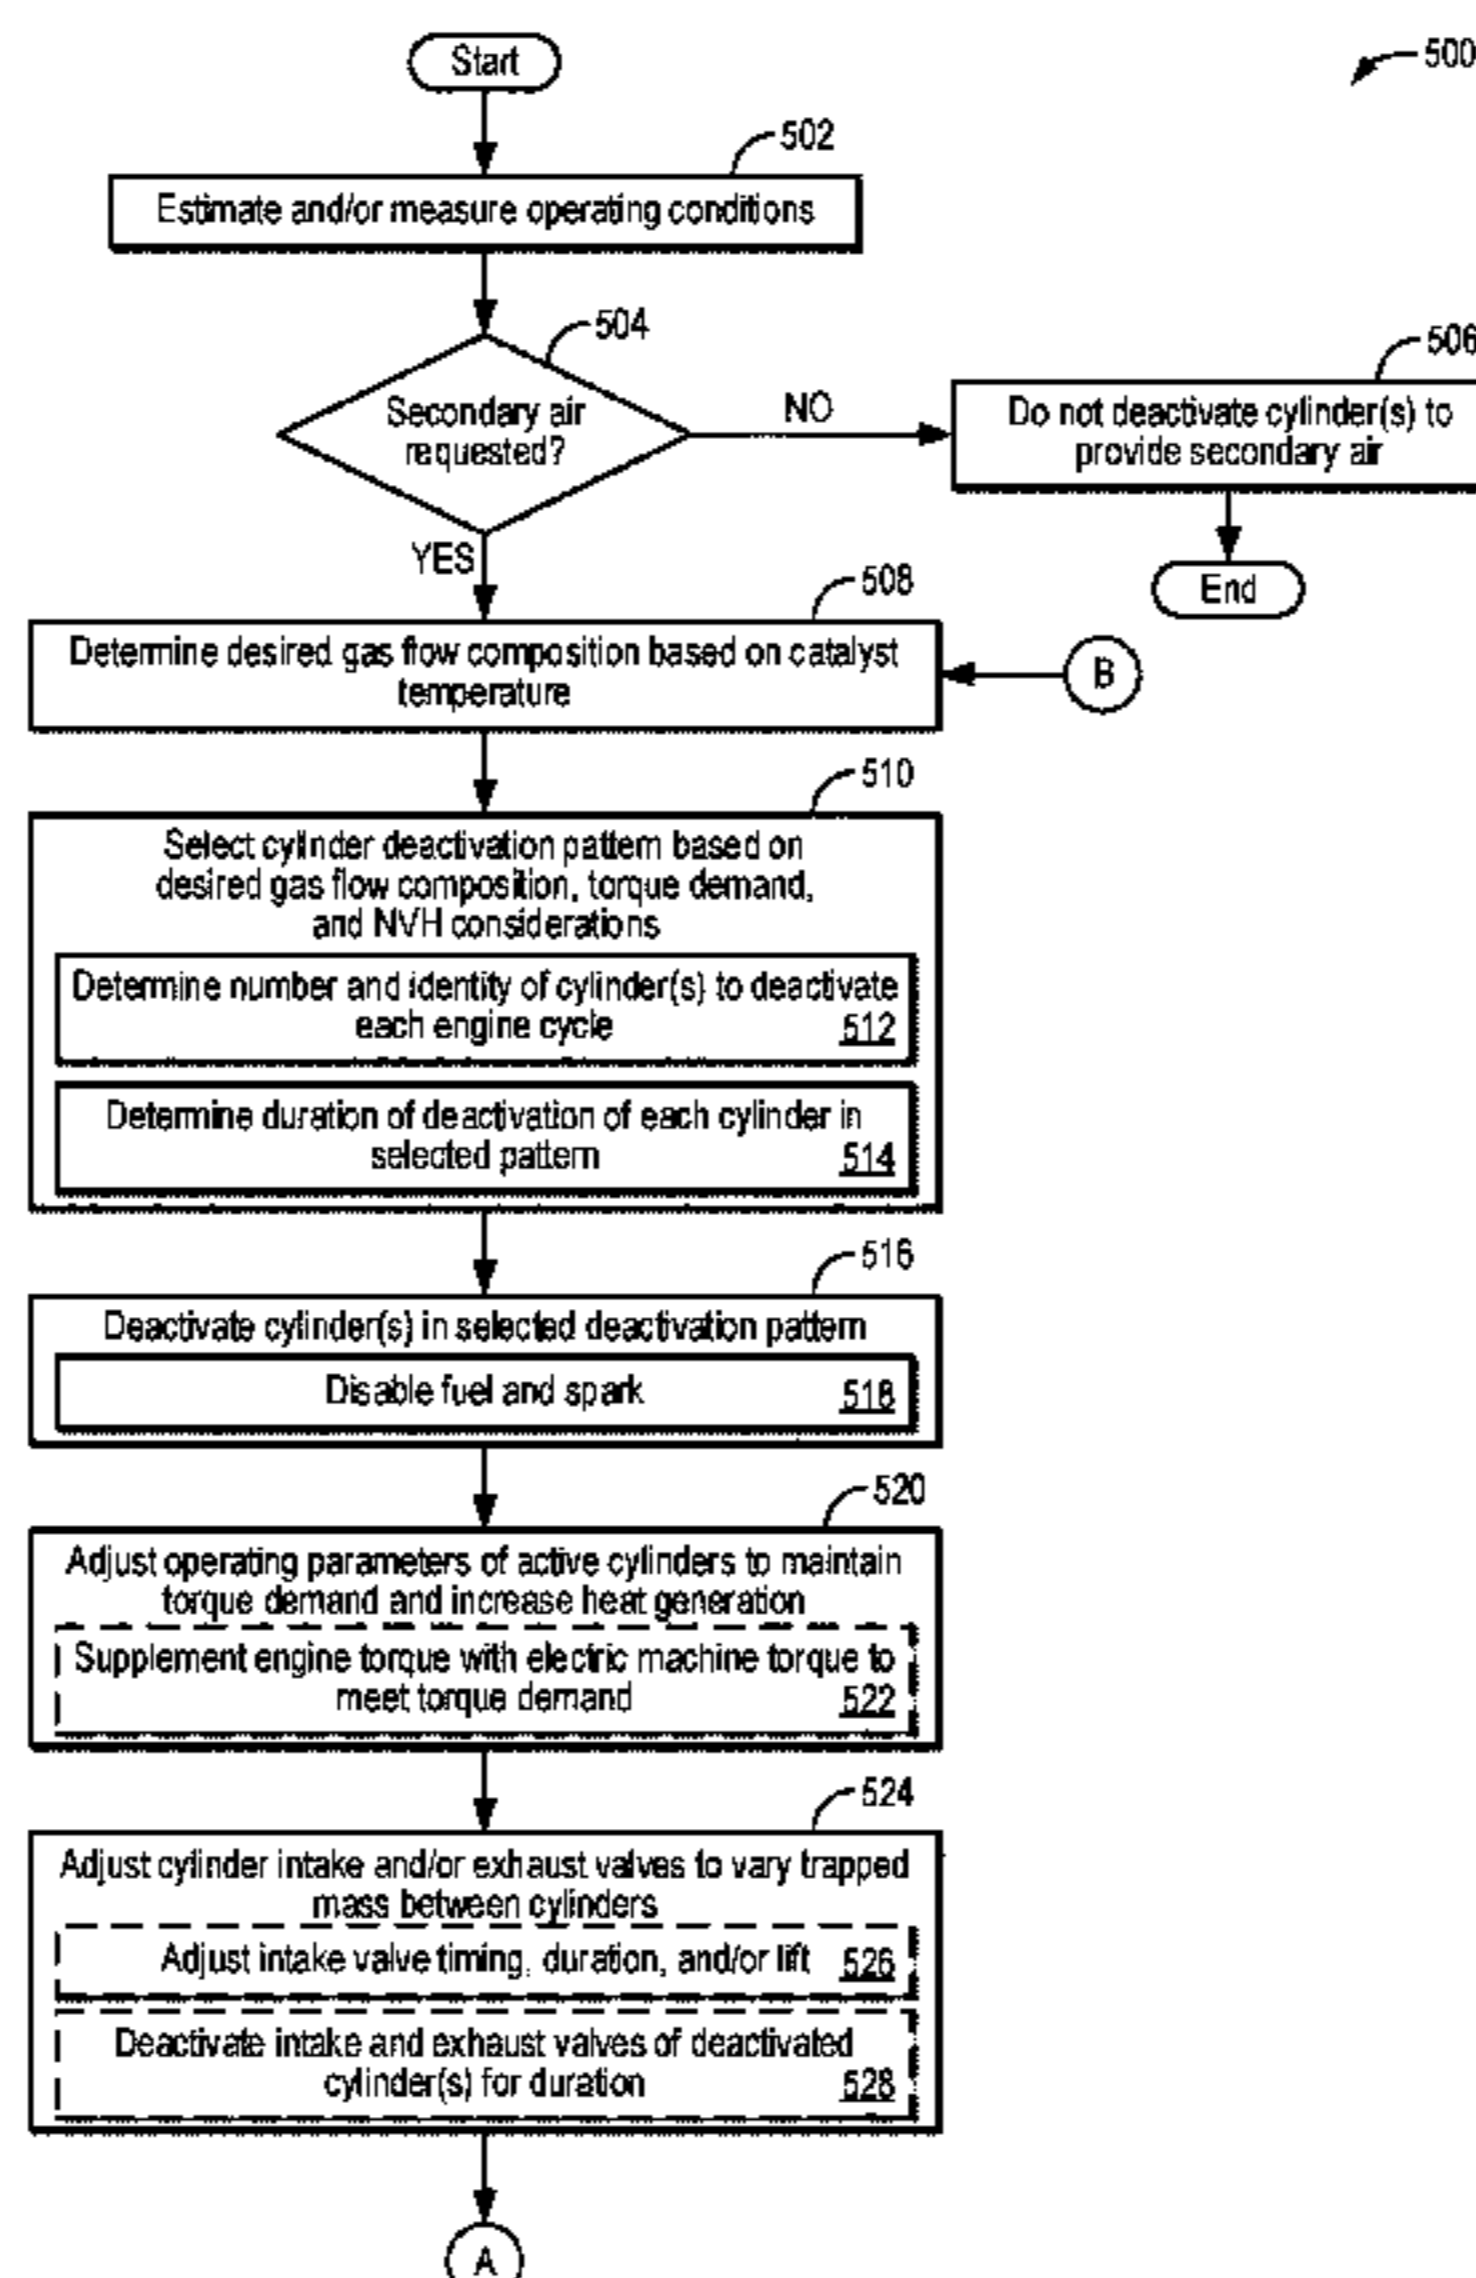 Start
500
502
Estimate and/or measure operating conditions
504
Secondary air
requested?
NO
506
Do not deactivate cylinder(s) to
provide secondary air
End
YES
508
Determine desired gas flow composition based on catalyst
temperature
B
510
Select cylinder deactivation pattern based on
desired gas flow composition, torque demand,
and NVH considerations
Determine number and identity of cylinder(s) to deactivate
each engine cycle 512
Determine duration of deactivation of each cylinder in
selected pattern 514
516
Deactivate cylinder(s) in selected deactivation pattern
Disable fuel and spark 518
520
Adjust operating parameters of active cylinders to maintain
torque demand and increase heat generation
Supplement engine torque with electric machine torque to
meet torque demand 522
524
Adjust cylinder intake and/or exhaust valves to vary trapped
mass between cylinders
Adjust intake valve timing, duration, and/or lift 526
Deactivate intake and exhaust valves of deactivated
cylinder(s) for duration 528
A